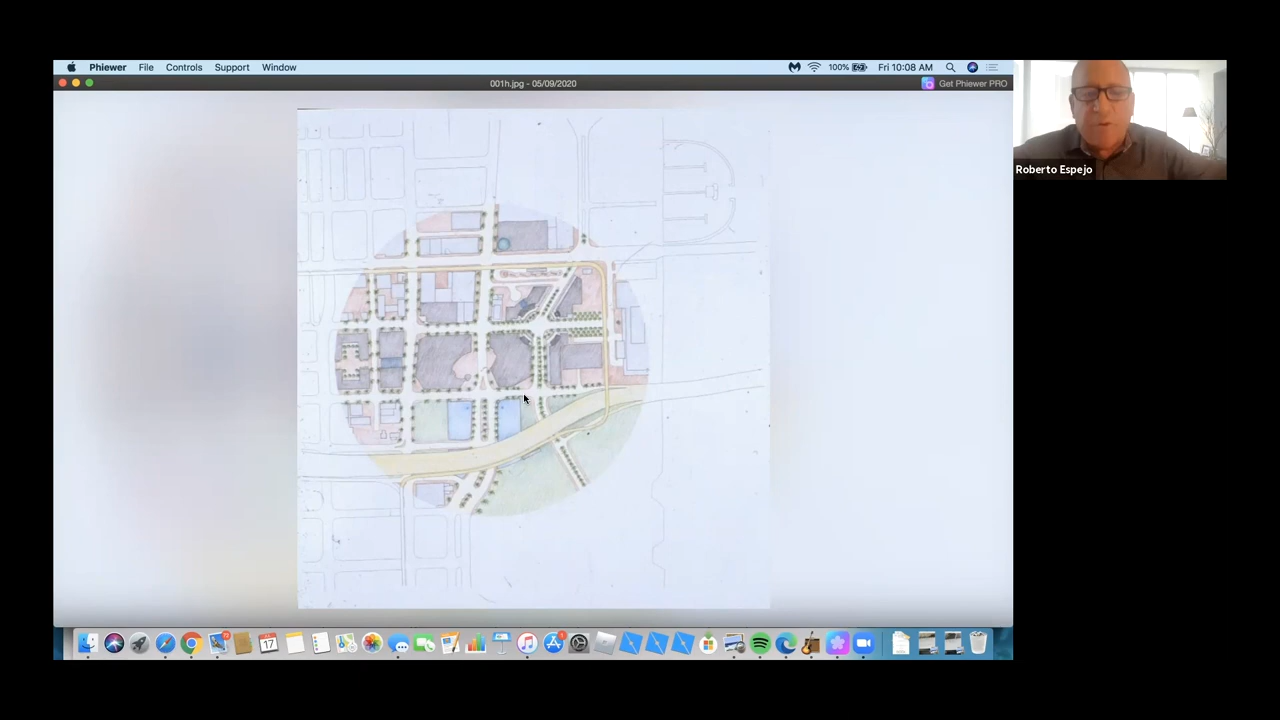 Phiewer File Controls Support Window 100% Fri 10:08 AM
001h.jpg - 05/09/2020 Get Phiewer PRO
Roberto Espejo
17